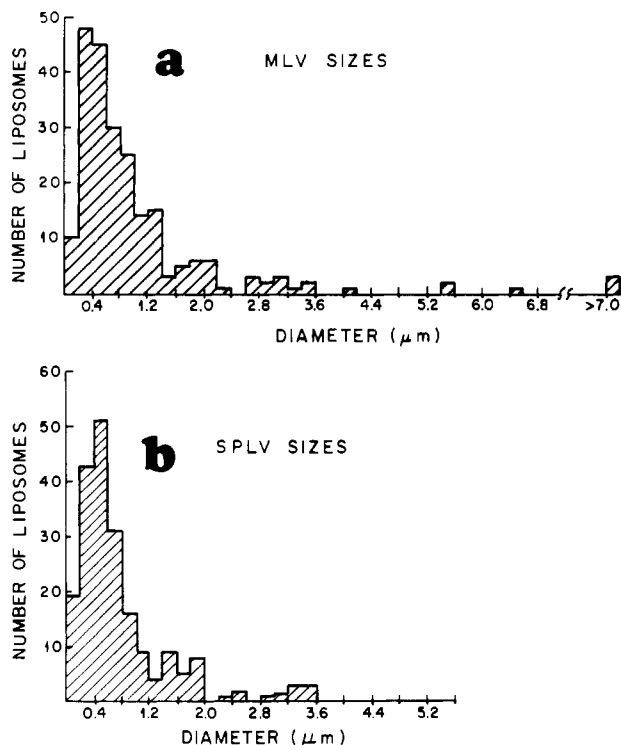 50
40
30
20
10
NUMBER OF LIPOSOMES
a
MLV SIZES
0.4 1.2 2.0 2.8 3.6 4.4 5.2 6.0 6.8 >7.0
DIAMETER (μm)
60
50
40
30
20
10
NUMBER OF LIPOSOMES
b
SPLV SIZES
0.4 1.2 2.0 2.8 3.6 4.4 5.2
DIAMETER (μm)